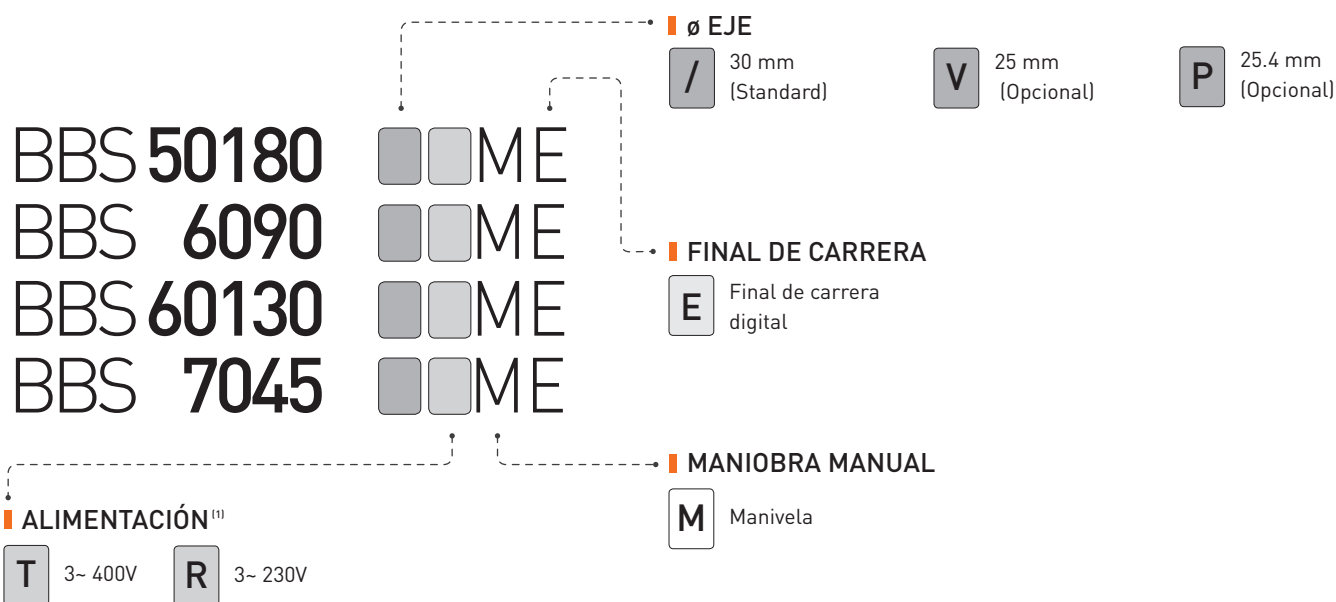 ø EJE
/ 30 mm (Standard) V 25 mm (Opcional) P 25.4 mm (Opcional)
BBS 50180 ME
BBS 6090 ME
BBS 60130 ME
BBS 7045 ME
FINAL DE CARRERA
E Final de carrera
digital
MANIOBRA MANUAL
M Manivela
ALIMENTACIÓN(1)
T 3~ 400V R 3~ 230V